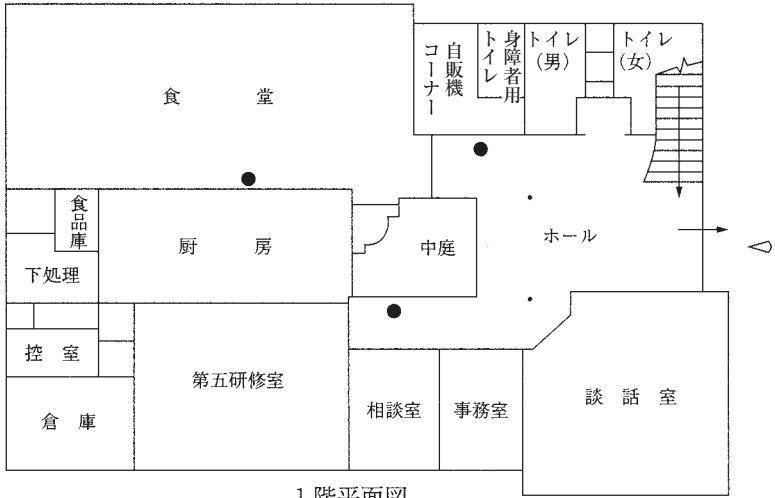 食堂
自販機
コーナー
身障者用
トイレ
トイレ
(男)
トイレ
(女)
食品庫
厨房
中庭
ホール
下処理
控室
第五研修室
倉庫
相談室
事務室
談話室
1階平面図